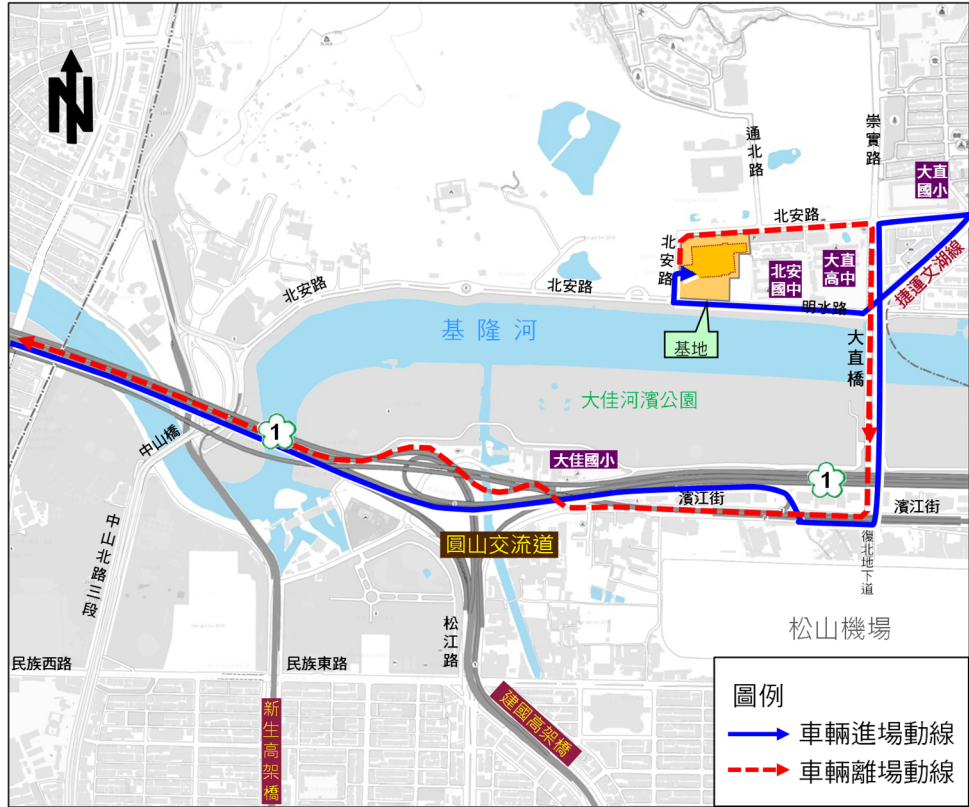 N
崇實路
通北路
大直
國小
北安路
北安路
北安
國中
大直
高中
捷運文湖線
北安路
北安路
明水路
基地
大直橋
基隆河
大佳河濱公園
1
中山橋
大佳國小
1
濱江街
濱江街
圓山交流道
復北地下道
中山北路三段
松江路
松山機場
民族西路
民族東路
新生高架橋
建國高架橋
圖例
車輛進場動線
車輛離場動線